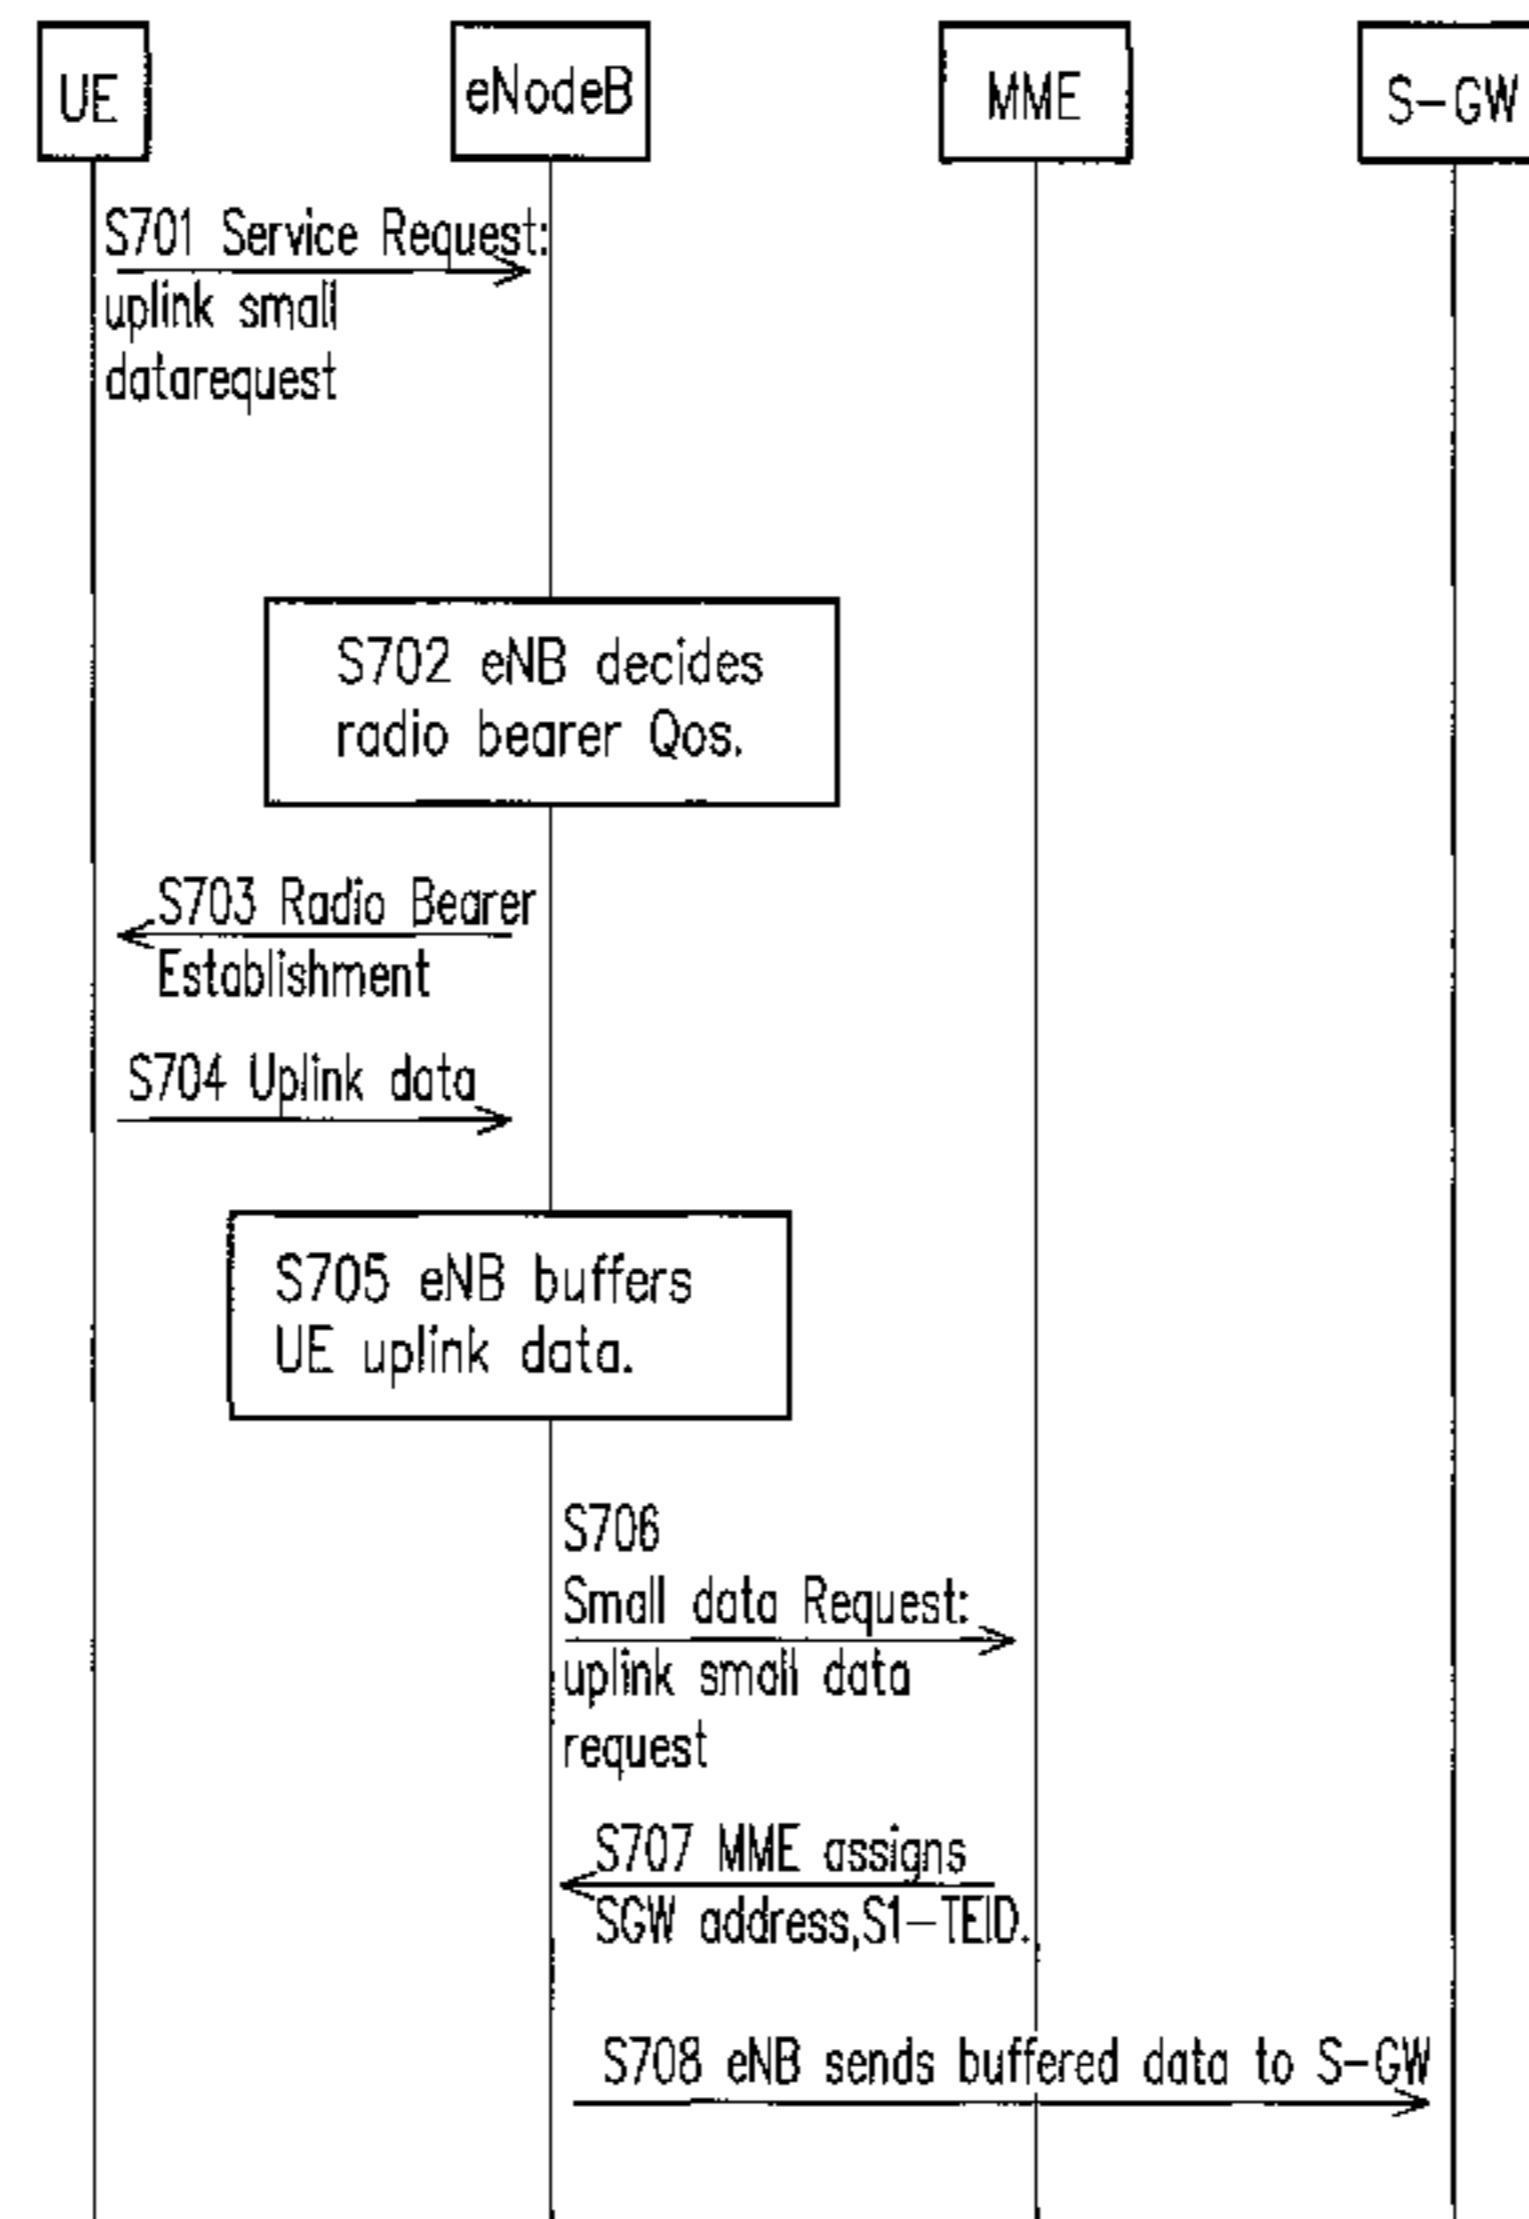 UE
eNodeB
MME
S-GW
S701 Service Request:
uplink small
datarequest
S702 eNB decides
radio bearer Qos.
S703 Radio Bearer
Establishment
S704 Uplink data
S705 eNB buffers
UE uplink data.
S706
Small data Request:
uplink small data
request
S707 MME assigns
SGW address,S1-TEID.
S708 eNB sends buffered data to S-GW